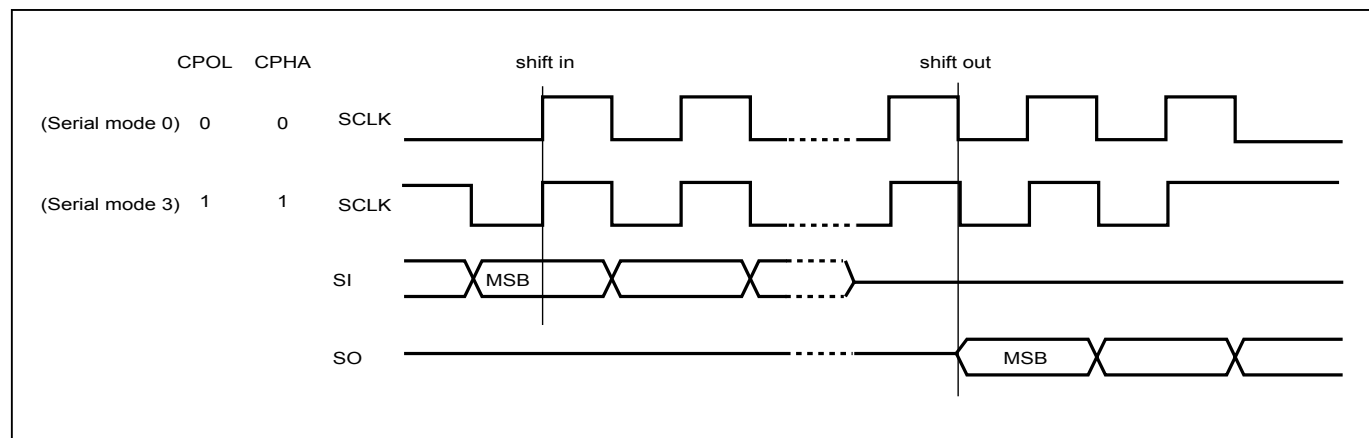 CPOL CPHA shift in shift out
(Serial mode 0) 0 0 SCLK
(Serial mode 3) 1 1 SCLK
SI MSB
SO MSB